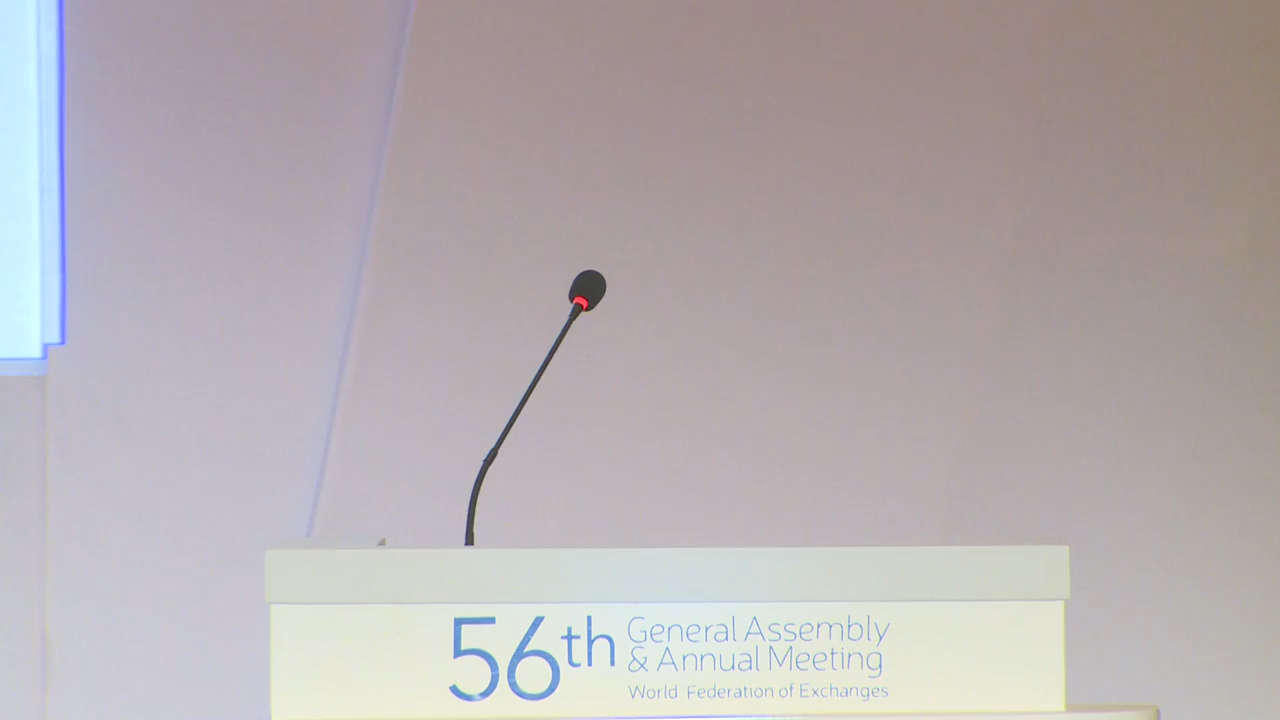 56th General Assembly
& Annual Meeting
World Federation of Exchanges